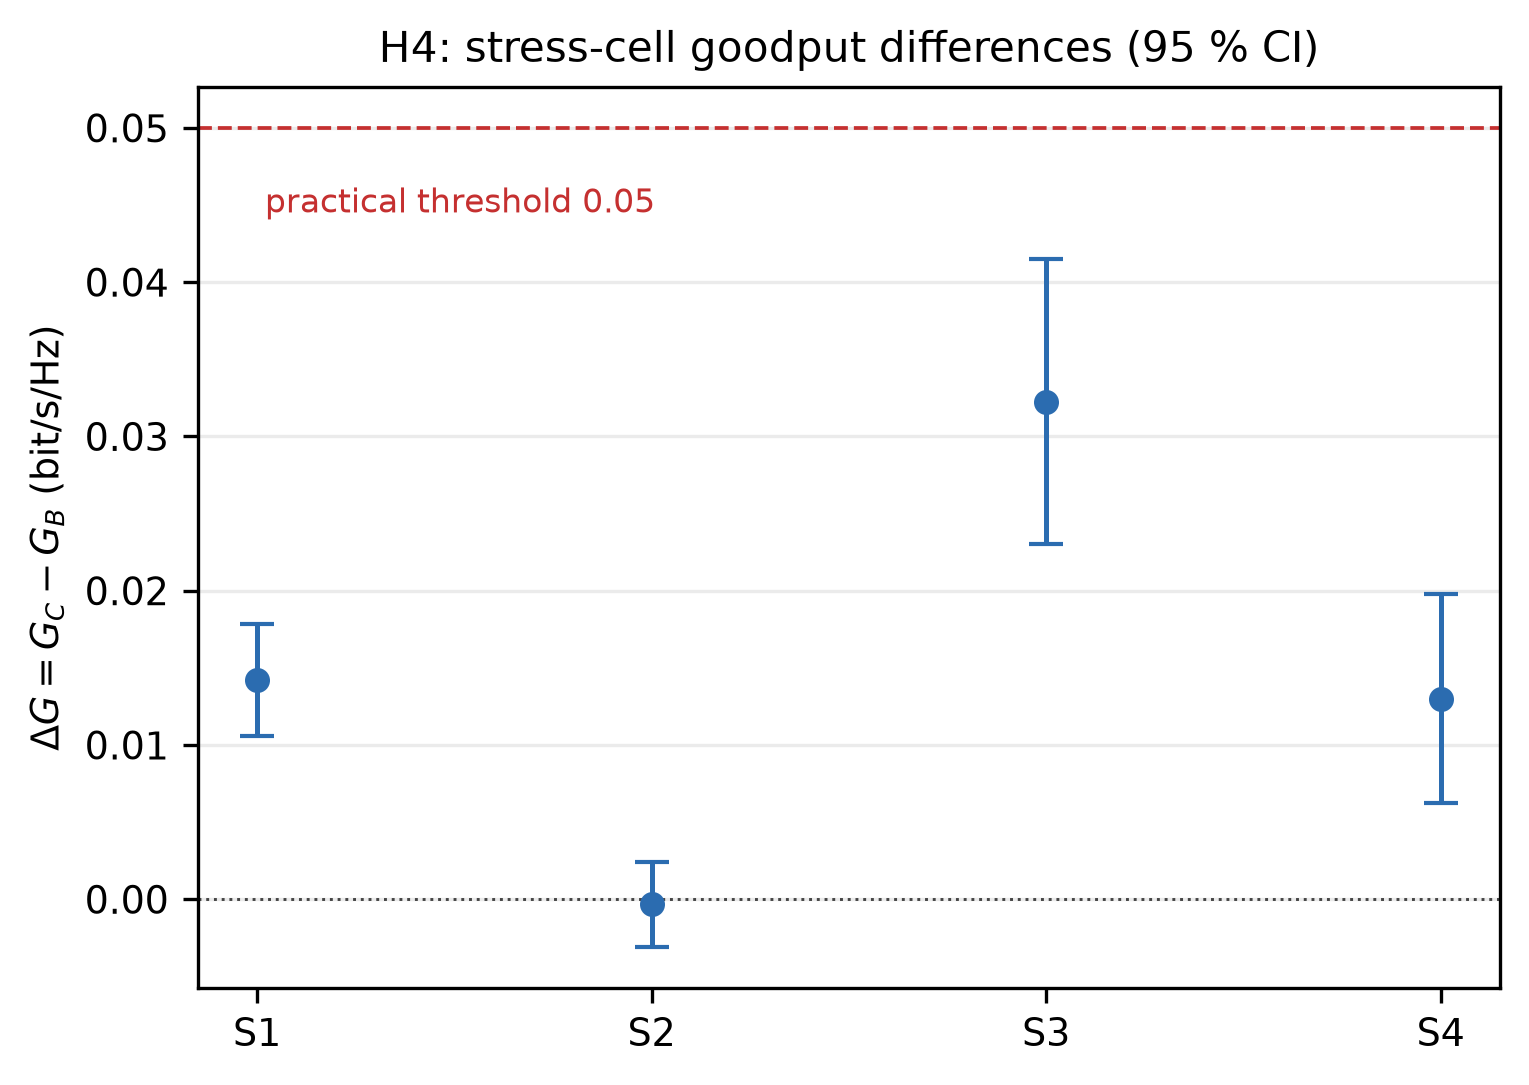 H4: stress-cell goodput differences (95 % CI)
ΔG = G_C − G_B (bit/s/Hz)
0.05
practical threshold 0.05
0.04
0.03
0.02
0.01
0.00
S1 S2 S3 S4